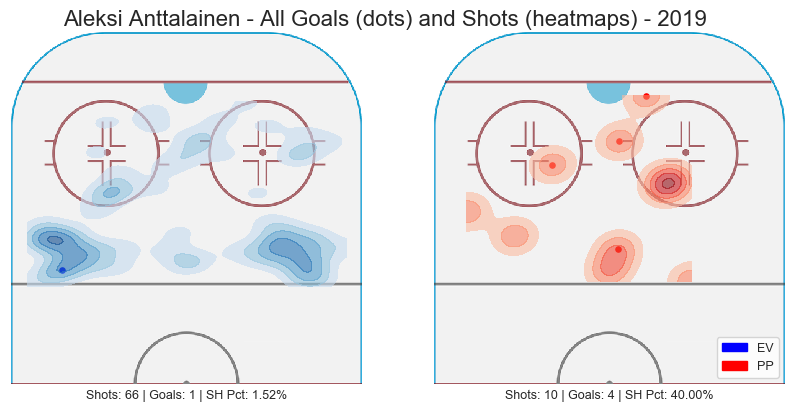 Aleksi Anttalainen - All Goals (dots) and Shots (heatmaps) - 2019
EV
PP
Shots: 66 | Goals: 1 | SH Pct: 1.52%
Shots: 10 | Goals: 4 | SH Pct: 40.00%